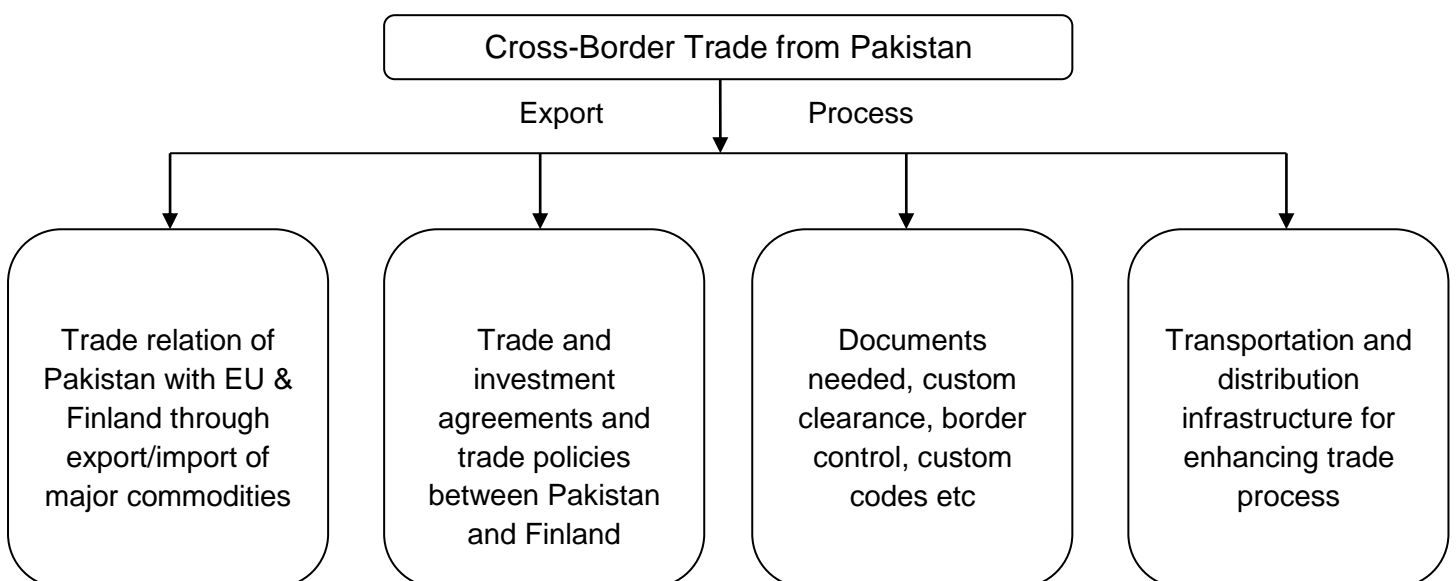 Cross-Border Trade from Pakistan
Export Process
Trade relation of
Pakistan with EU &
Finland through
export/import of
major commodities
Trade and
investment
agreements and
trade policies
between Pakistan
and Finland
Documents
needed, custom
clearance, border
control, custom
codes etc
Transportation and
distribution
infrastructure for
enhancing trade
process